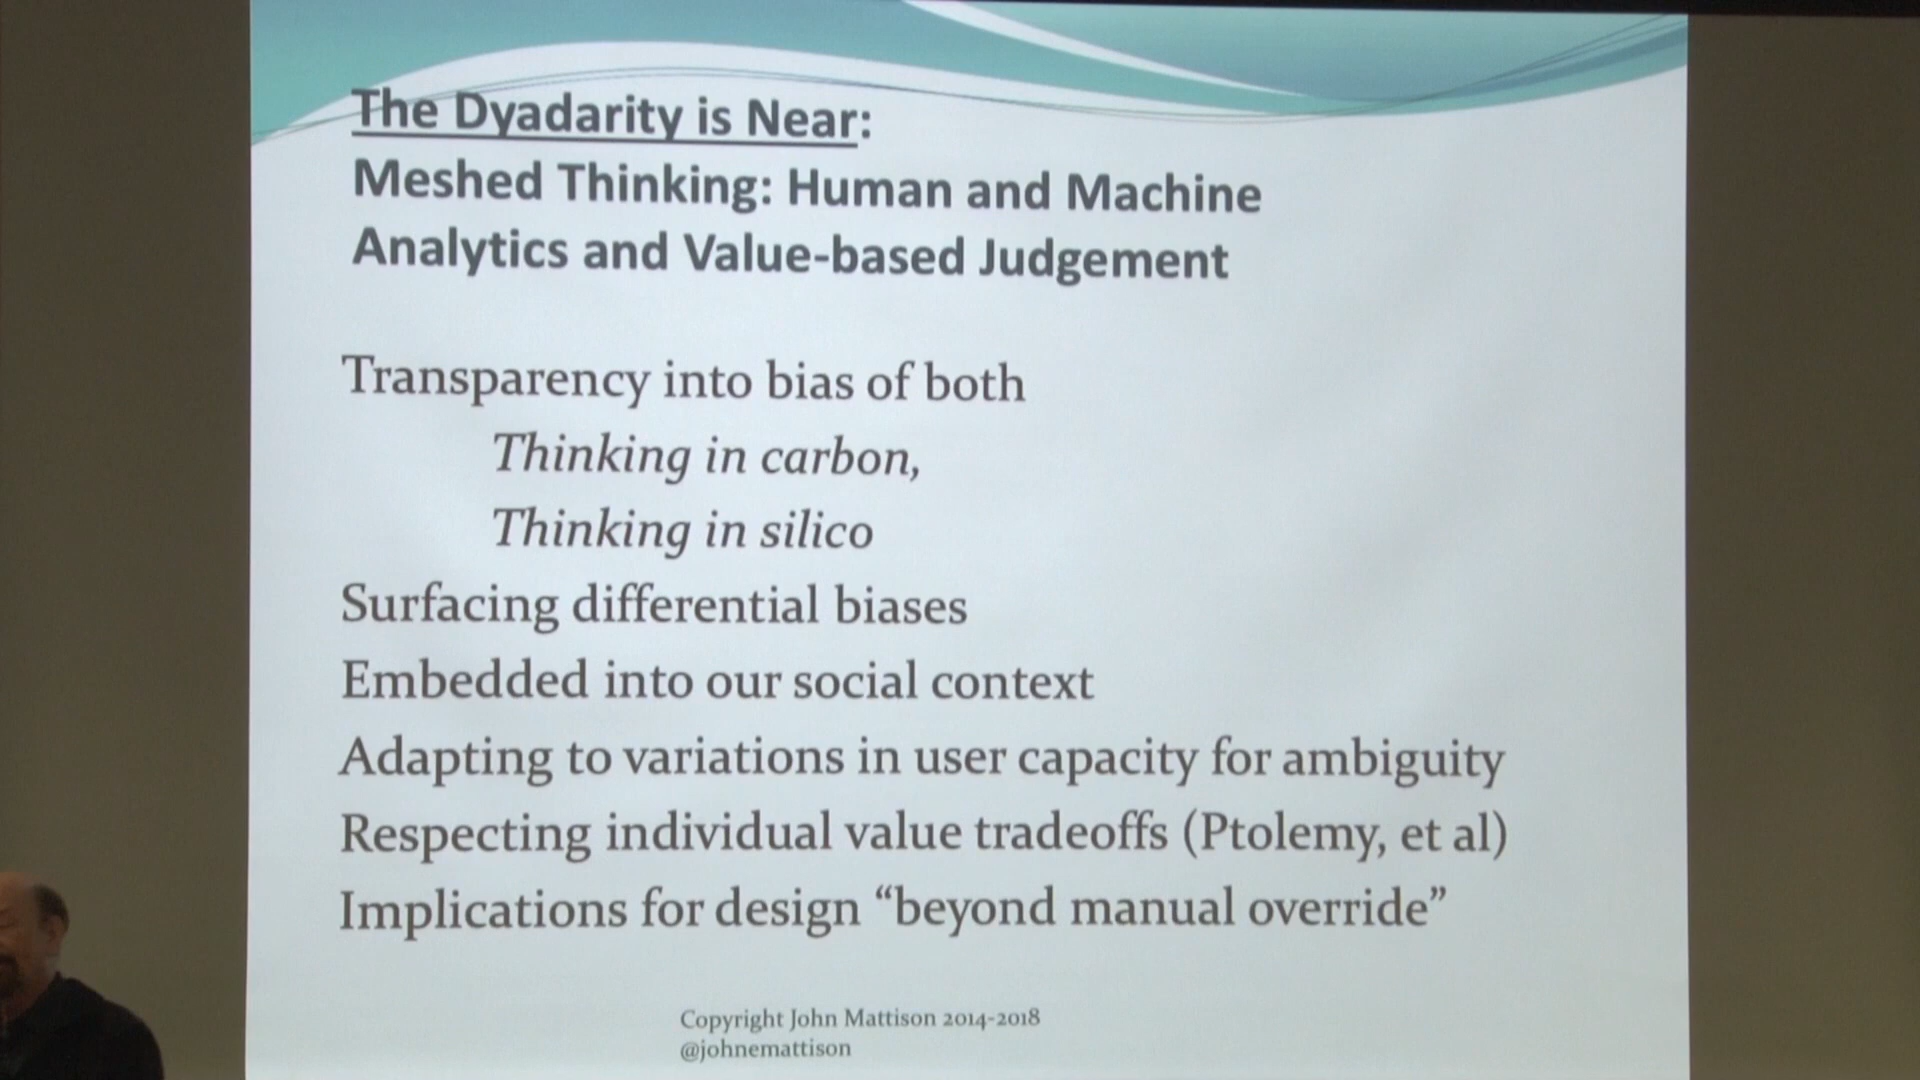 The Dyadarity is Near:
Meshed Thinking: Human and Machine
Analytics and Value-based Judgement
Transparency into bias of both
Thinking in carbon,
Thinking in silico
Surfacing differential biases
Embedded into our social context
Adapting to variations in user capacity for ambiguity
Respecting individual value tradeoffs (Ptolemy, et al)
Implications for design “beyond manual override”
Copyright John Mattison 2014-2018
@johnemattison